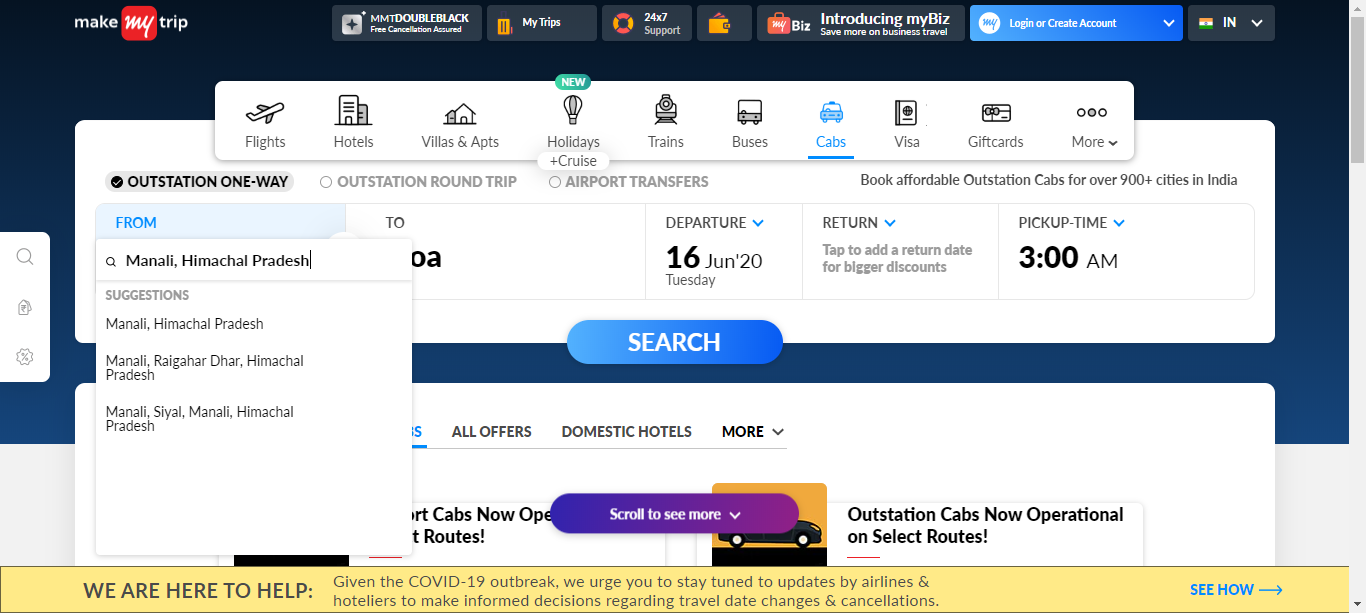 make my trip
MMTDOUBLEBLACK
Free Cancellation Assured
My Trips
24x7
Support
my Biz
Introducing myBiz
Save more on business travel
my
Login or Create Account
IN
NEW
Flights
Hotels
Villas & Apts
Holidays
+Cruise
Trains
Buses
Cabs
Visa
Giftcards
More
OUTSTATION ONE-WAY
OUTSTATION ROUND TRIP
AIRPORT TRANSFERS
Book affordable Outstation Cabs for over 900+ cities in India
FROM
TO
DEPARTURE
RETURN
PICKUP-TIME
Manali, Himachal Pradesh
oa
16 Jun'20
Tuesday
Tap to add a return date
for bigger discounts
3:00 AM
SUGGESTIONS
Manali, Himachal Pradesh
Manali, Raigahar Dhar, Himachal
Pradesh
Manali, Siyal, Manali, Himachal
Pradesh
SEARCH
ALL OFFERS
DOMESTIC HOTELS
MORE
ort Cabs Now Ope
t Routes!
Scroll to see more
Outstation Cabs Now Operational
on Select Routes!
WE ARE HERE TO HELP:
Given the COVID-19 outbreak, we urge you to stay tuned to updates by airlines &
hoteliers to make informed decisions regarding travel date changes & cancellations.
SEE HOW